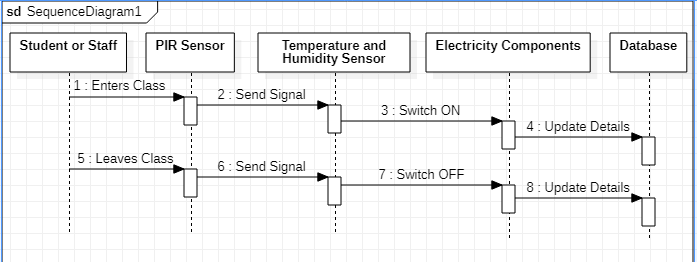 sd SequenceDiagram1
Student or Staff
PIR Sensor
Temperature and
Humidity Sensor
Electricity Components
Database
1 : Enters Class
2 : Send Signal
3 : Switch ON
4 : Update Details
5 : Leaves Class
6 : Send Signal
7 : Switch OFF
8 : Update Details